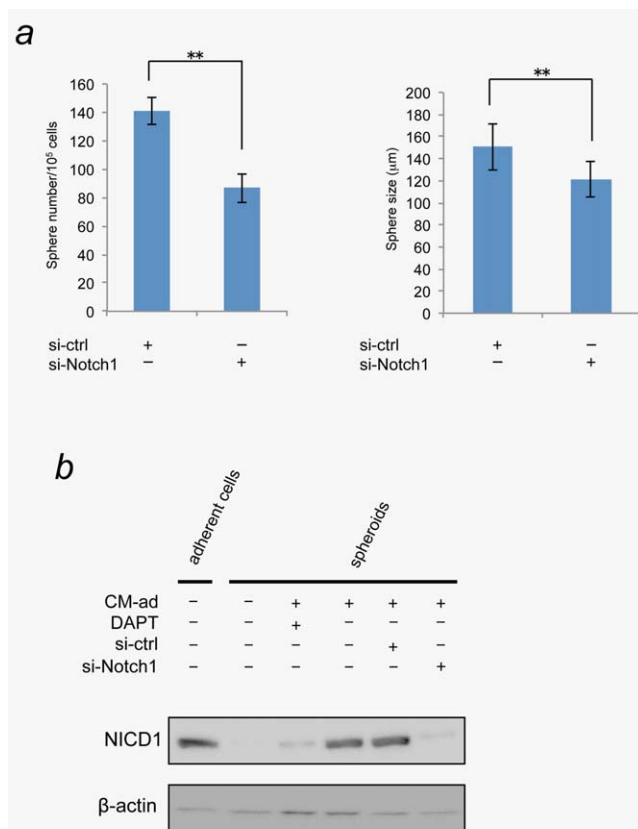 a
**
160
140
120
100
80
60
40
20
0
Sphere number/10⁵ cells
si-ctrl + –
si-Notch1 – +
**
200
180
160
140
120
100
80
60
40
20
0
Sphere size (μm)
si-ctrl + –
si-Notch1 – +
b
adherent cells
spheroids
CM-ad – – + + + +
DAPT – – + – – –
si-ctrl – – – – + –
si-Notch1 – – – – – +
NICD1
β-actin